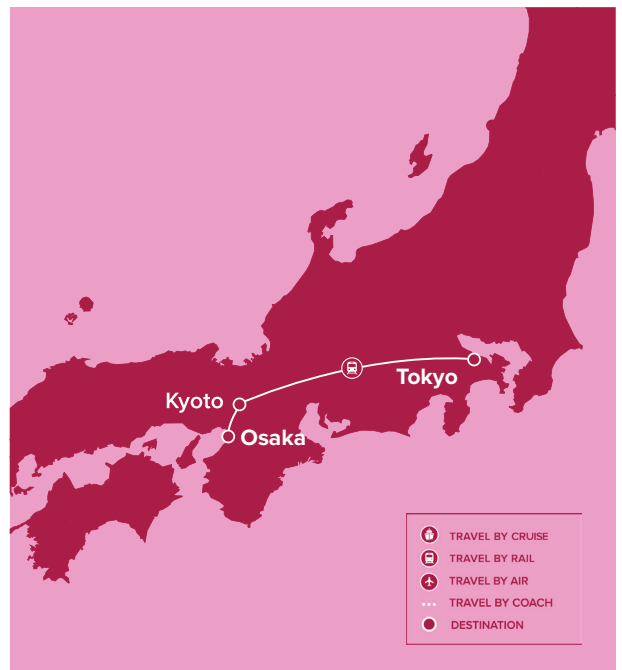 Tokyo
Kyoto
Osaka
TRAVEL BY CRUISE
TRAVEL BY RAIL
TRAVEL BY AIR
TRAVEL BY COACH
DESTINATION